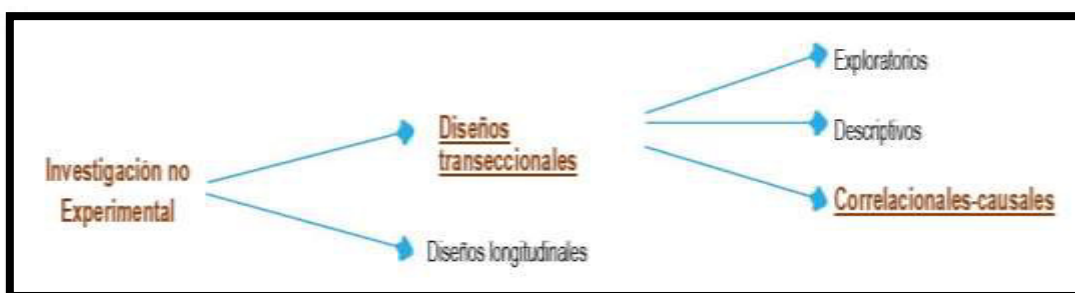 Investigación no
Experimental
Diseños
transeccionales
Diseños longitudinales
Exploratorios
Descriptivos
Correlacionales-causales